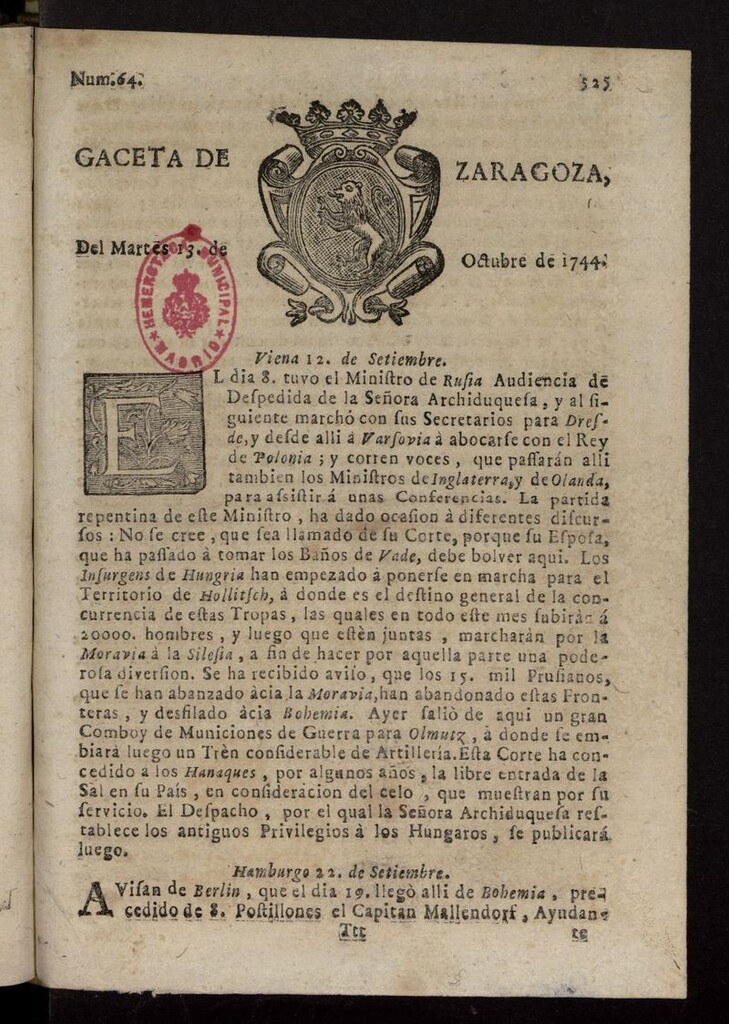 Num. 64. 525
GACETA DE ZARAGOZA,
Del Martes 13. de Octubre de 1744.
HEMEROTECA MUNICIPAL
* MADRID *
Viena 12. de Setiembre.
EL dia 8. tuvo el Miniſtro de Ruſia Audiencia de
Deſpedida de la Señora Archiduqueſa, y al ſi-
guiente marchó con ſus Secretarios para Dreſ-
de, y deſde alli á Varſovia à abocarſe con el Rey
de Polonia; y corren voces, que paſſarán alli
tambien los Miniſtros de Inglaterra, y de Olanda,
para aſsiſtir á unas Conferencias. La partida
repentina de eſte Miniſtro, ha dado ocaſion à diferentes diſcur-
ſos: No ſe cree, que ſea llamado de ſu Corte, porque ſu Eſpoſa,
que ha paſſado à tomar los Baños de Vade, debe bolver aqui. Los
Inſurgens de Hungria han empezado á ponerſe en marcha para el
Territorio de Hollitſch, á donde es el deſtino general de la con-
currencia de eſtas Tropas, las quales en todo eſte mes ſubiràn á
20000. hombres, y luego que eſtèn juntas, marcharán por la
Moravia à la Sileſia, a fin de hacer por aquella parte una pode-
roſa diverſion. Se ha recibido aviſo, que los 15. mil Pruſianos,
que ſe han abanzado ácia la Moravia, han abandonado eſtas Fron-
teras, y desfilado ácia Bohemia. Ayer ſaliò de aqui un gran
Comboy de Municiones de Guerra para Olmutz, á donde ſe em-
biará luego un Trèn conſiderable de Artillería. Eſta Corte ha con-
cedido a los Hanaques, por algunos años, la libre entrada de la
Sal en ſu País, en conſideracion del celo, que mueſtran por ſu
ſervicio. El Deſpacho, por el qual la Señora Archiduqueſa reſ-
tablece los antiguos Privilegios à los Hungaros, ſe publicará
luego.
Hamburgo 22. de Setiembre.
AViſan de Berlin, que el dia 19. llegò alli de Bohemia, pre-
cedido de 8. Poſtillones el Capitan Mallendorf, Ayudan-
Ttt te